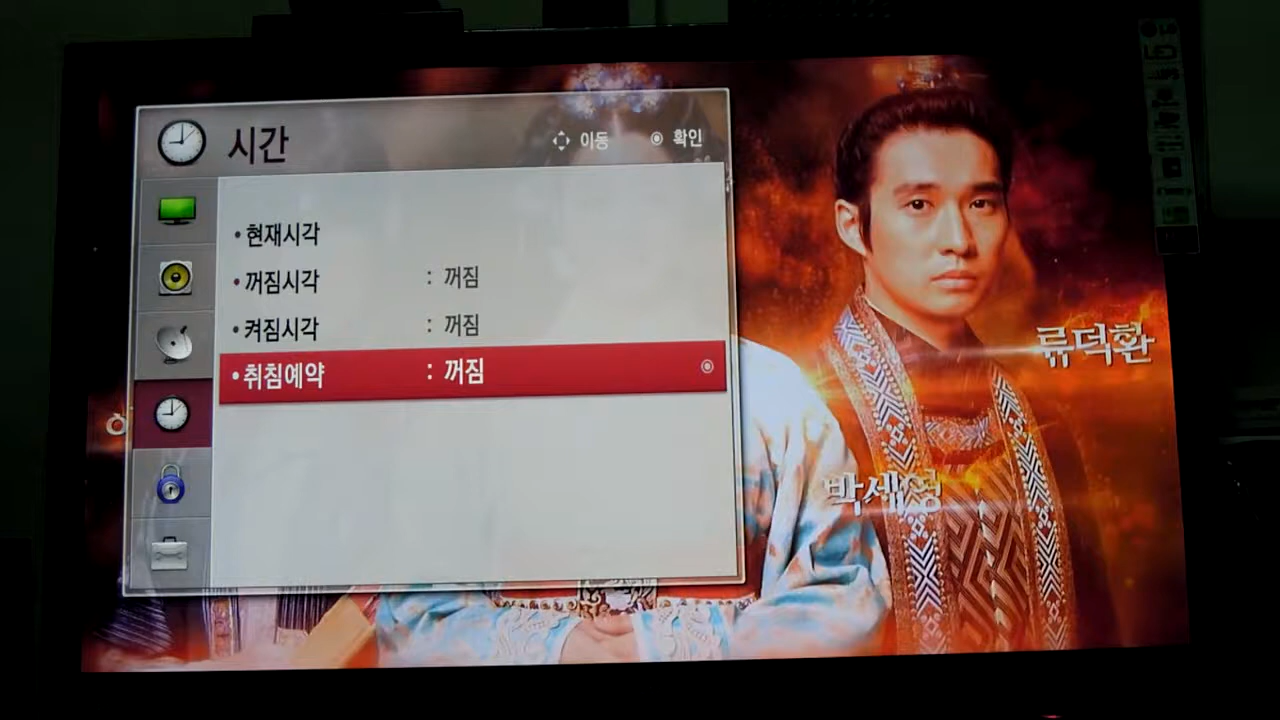 시간
이동 확인
현재시각
꺼짐시각 : 꺼짐
켜짐시각 : 꺼짐
취침예약 : 꺼짐
류덕환
박세영